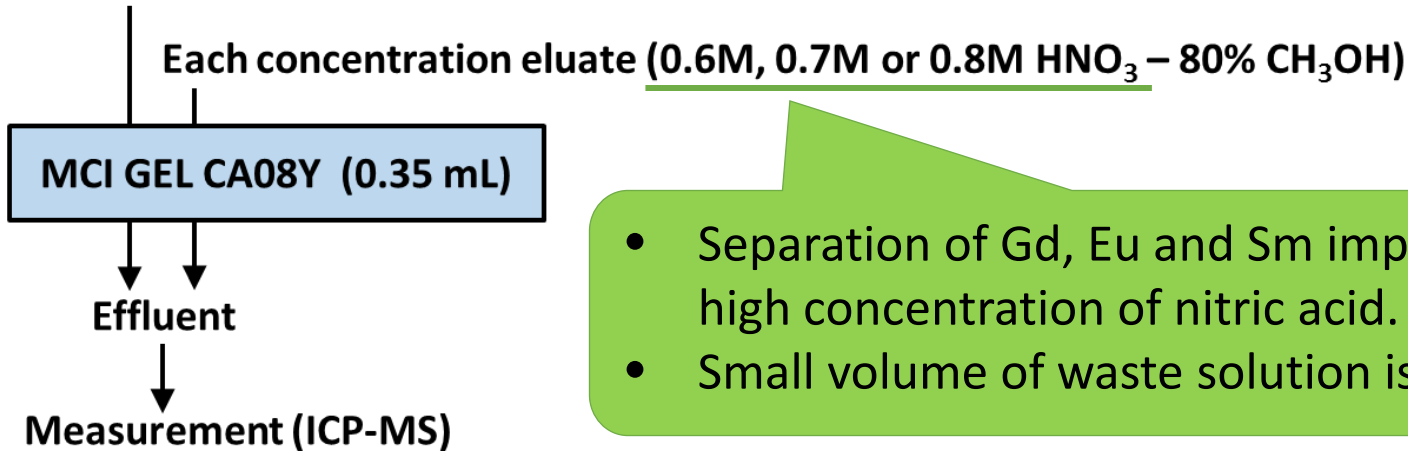 Each concentration eluate (0.6M, 0.7M or 0.8M HNO₃ – 80% CH₃OH)
MCI GEL CA08Y (0.35 mL)
• Separation of Gd, Eu and Sm
high concentration of nitric acid.
• Small volume of waste solution is
Effluent
Measurement (ICP-MS)